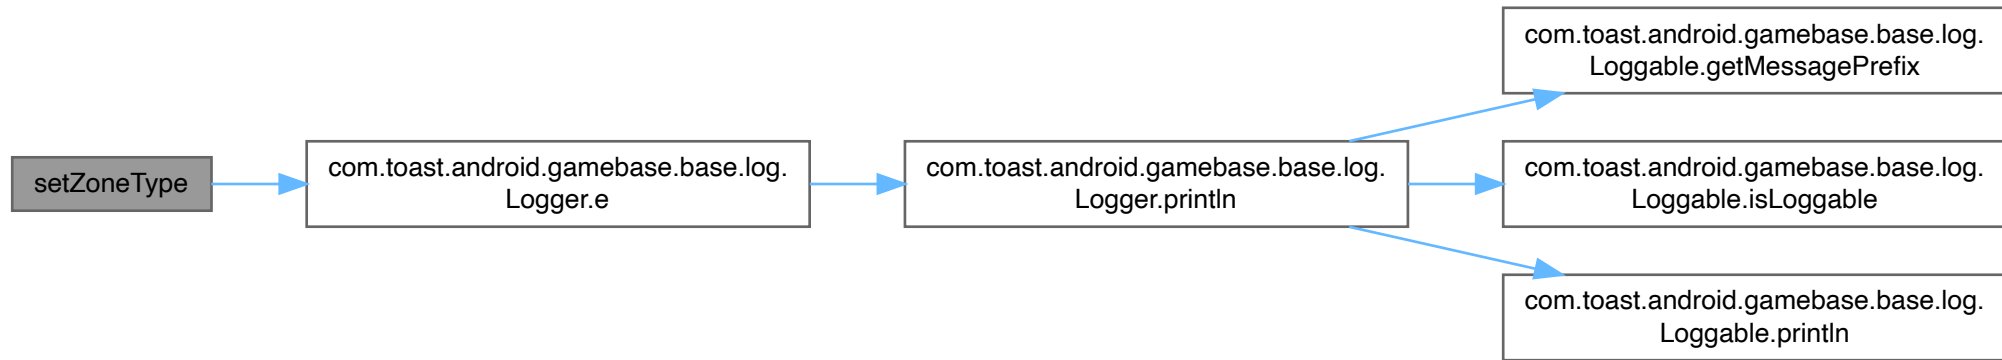 setZoneType
com.toast.android.gamebase.base.log.
Logger.e
com.toast.android.gamebase.base.log.
Logger.println
com.toast.android.gamebase.base.log.
Loggable.getMessagePrefix
com.toast.android.gamebase.base.log.
Loggable.isLoggable
com.toast.android.gamebase.base.log.
Loggable.println